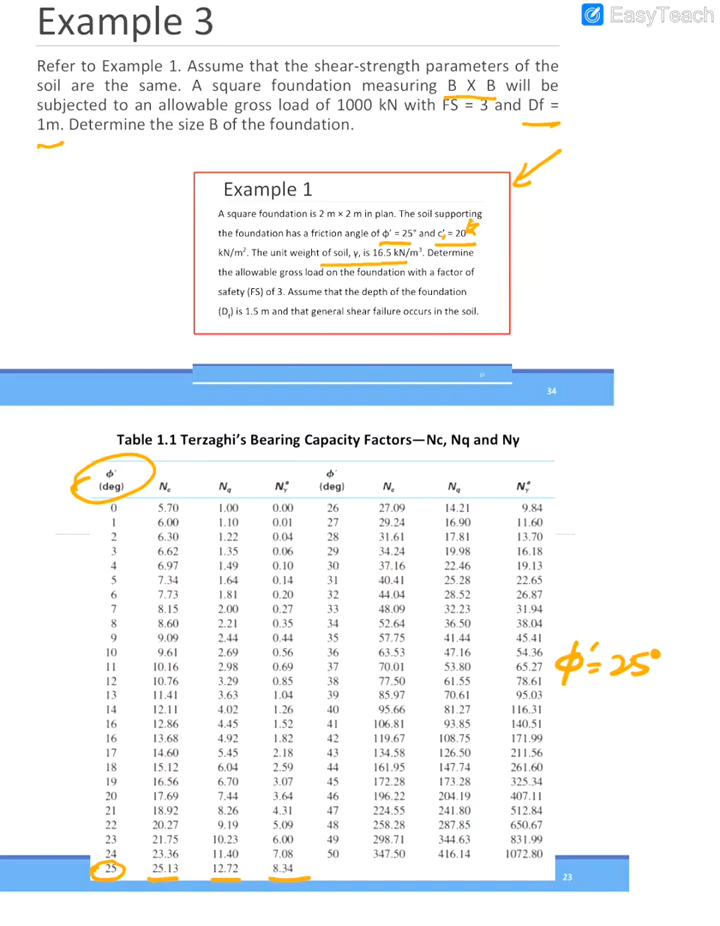 Example 3
EasyTeach
Refer to Example 1. Assume that the shear-strength parameters of the
soil are the same. A square foundation measuring B X B will be
subjected to an allowable gross load of 1000 kN with FS = 3 and Df =
1m. Determine the size B of the foundation.
Example 1
A square foundation is 2 m × 2 m in plan. The soil supporting
the foundation has a friction angle of ϕ' = 25° and c' = 20
kN/m². The unit weight of soil, γ, is 16.5 kN/m³. Determine
the allowable gross load on the foundation with a factor of
safety (FS) of 3. Assume that the depth of the foundation
(Df) is 1.5 m and that general shear failure occurs in the soil.
34
Table 1.1 Terzaghi's Bearing Capacity Factors—Nc, Nq and Nγ
ϕ' ϕ'
(deg) Nc Nq Nγ* (deg) Nc Nq Nγ*
0 5.70 1.00 0.00 26 27.09 14.21 9.84
1 6.00 1.10 0.01 27 29.24 16.90 11.60
2 6.30 1.22 0.04 28 31.61 17.81 13.70
3 6.62 1.35 0.06 29 34.24 19.98 16.18
4 6.97 1.49 0.10 30 37.16 22.46 19.13
5 7.34 1.64 0.14 31 40.41 25.28 22.65
6 7.73 1.81 0.20 32 44.04 28.52 26.87
7 8.15 2.00 0.27 33 48.09 32.23 31.94
8 8.60 2.21 0.35 34 52.64 36.50 38.04
9 9.09 2.44 0.44 35 57.75 41.44 45.41
10 9.61 2.69 0.56 36 63.53 47.16 54.36
11 10.16 2.98 0.69 37 70.01 53.80 65.27
12 10.76 3.29 0.85 38 77.50 61.55 78.61
13 11.41 3.63 1.04 39 85.97 70.61 95.03
14 12.11 4.02 1.26 40 95.66 81.27 116.31
16 12.86 4.45 1.52 41 106.81 93.85 140.51
16 13.68 4.92 1.82 42 119.67 108.75 171.99
17 14.60 5.45 2.18 43 134.58 126.50 211.56
18 15.12 6.04 2.59 44 161.95 147.74 261.60
19 16.56 6.70 3.07 45 172.28 173.28 325.34
20 17.69 7.44 3.64 46 196.22 204.19 407.11
21 18.92 8.26 4.31 47 224.55 241.80 512.84
22 20.27 9.19 5.09 48 258.28 287.85 650.67
23 21.75 10.23 6.00 49 298.71 344.63 831.99
24 23.36 11.40 7.08 50 347.50 416.14 1072.80
25 25.13 12.72 8.34
ϕ' = 25°
23